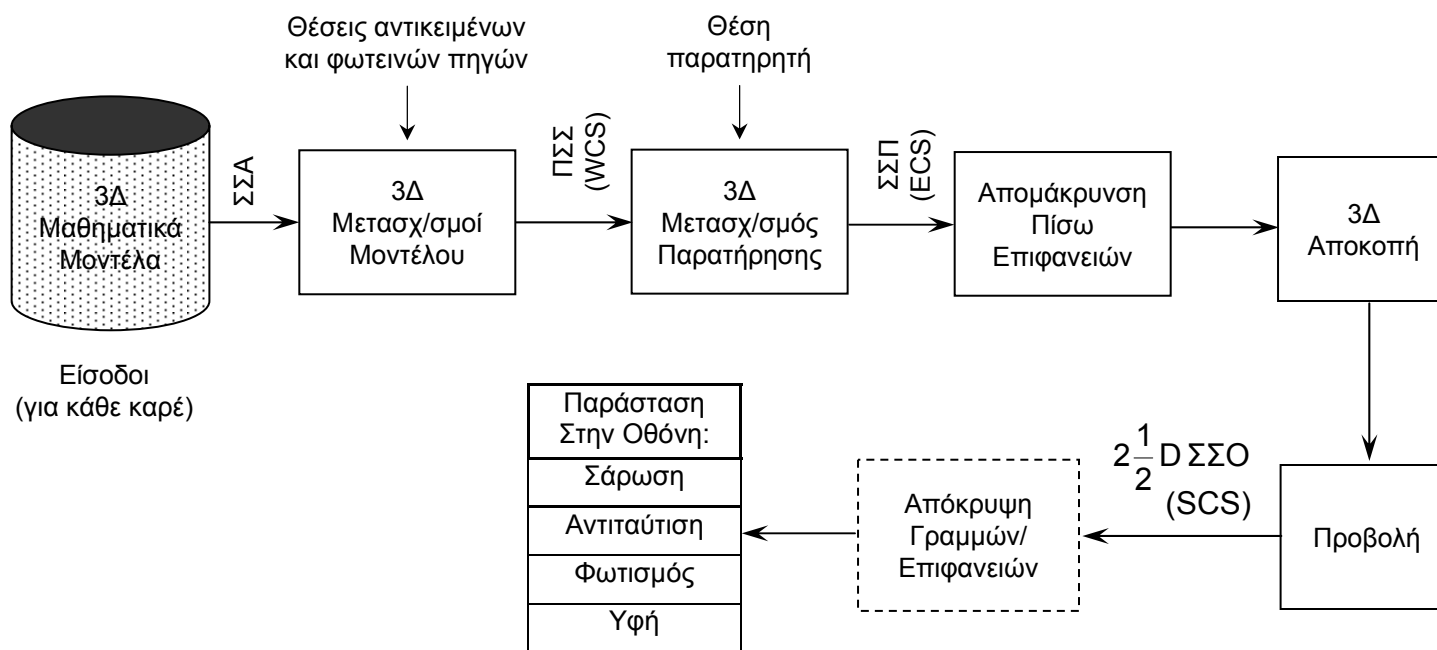 Θέσεις αντικειμένων
και φωτεινών πηγών
Θέση
παρατηρητή
3Δ
Μαθηματικά
Μοντέλα
ΣΣΑ
3Δ
Μετασχ/σμοί
Μοντέλου
ΠΣΣ
(WCS)
3Δ
Μετασχ/σμός
Παρατήρησης
ΣΣΠ
(ECS)
Απομάκρυνση
Πίσω
Επιφανειών
3Δ
Αποκοπή
Είσοδοι
(για κάθε καρέ)
Προβολή
2 1/2 D ΣΣΟ
(SCS)
Απόκρυψη
Γραμμών/
Επιφανειών
Παράσταση
Στην Οθόνη:
Σάρωση
Αντιταύτιση
Φωτισμός
Υφή